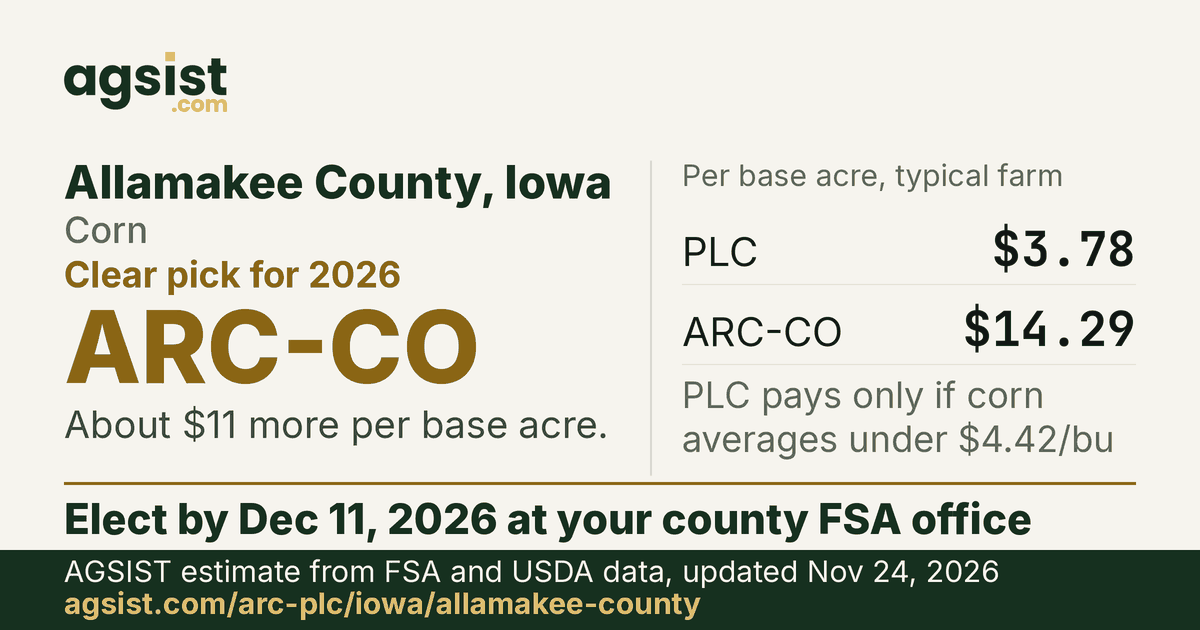 agsist
.com
Allamakee County, Iowa
Corn
Clear pick for 2026
ARC-CO
About $11 more per base acre.
Per base acre, typical farm
PLC $3.78
ARC-CO $14.29
PLC pays only if corn
averages under $4.42/bu
Elect by Dec 11, 2026 at your county FSA office
AGSIST estimate from FSA and USDA data, updated Nov 24, 2026
agsist.com/arc-plc/iowa/allamakee-county